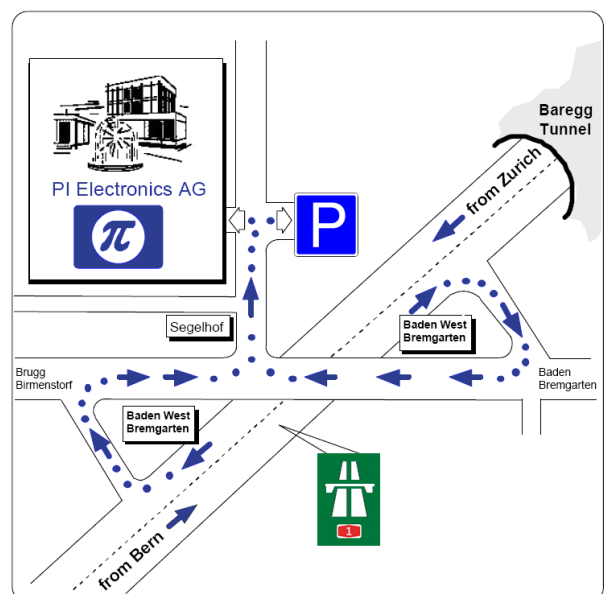 Baregg
Tunnel
from Zurich
PI Electronics AG
π
P
Segelhof
Baden West
Bremgarten
Brugg
Birmenstorf
Baden
Bremgarten
Baden West
Bremgarten
1
from Bern